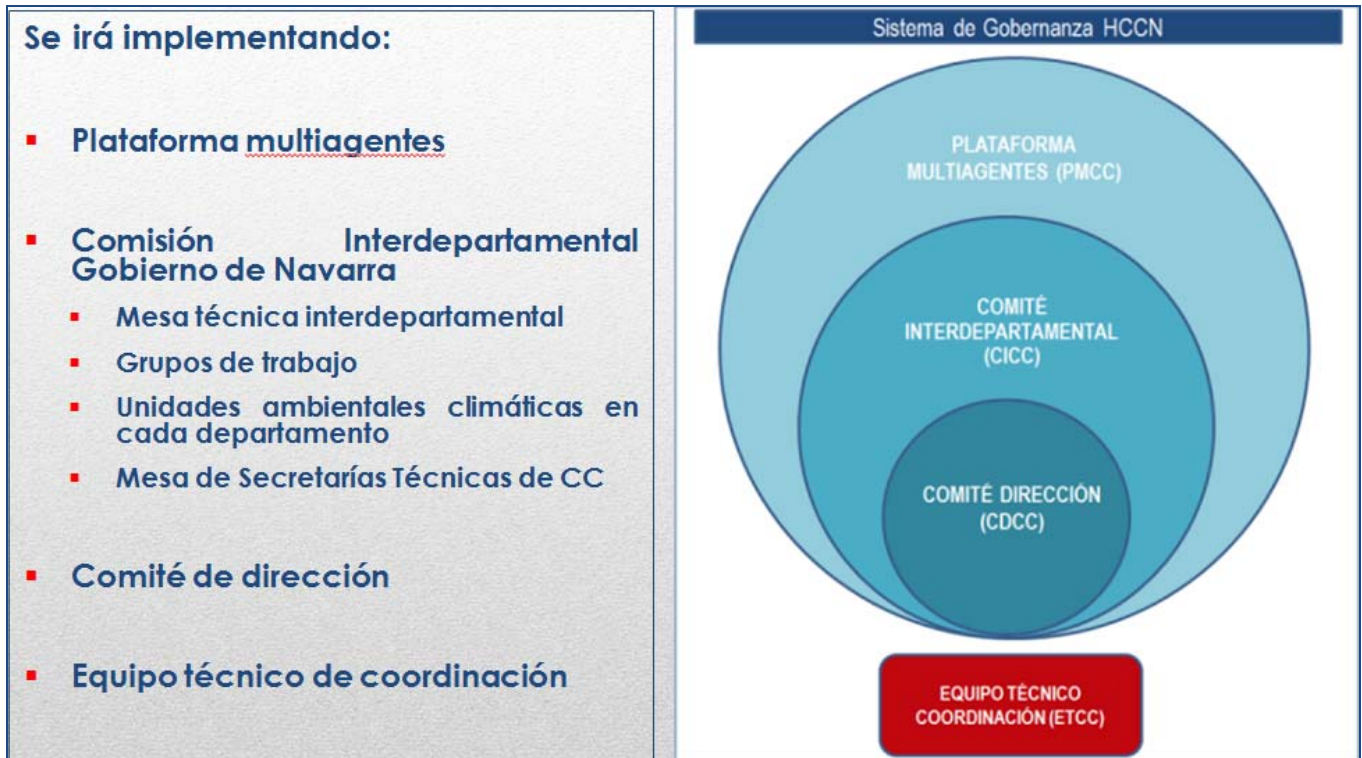 Se irá implementando:
▪ Plataforma multiagentes
▪ Comisión Interdepartamental
Gobierno de Navarra
▪ Mesa técnica interdepartamental
▪ Grupos de trabajo
▪ Unidades ambientales climáticas en
cada departamento
▪ Mesa de Secretarías Técnicas de CC
▪ Comité de dirección
▪ Equipo técnico de coordinación
Sistema de Gobernanza HCCN
PLATAFORMA
MULTIAGENTES (PMCC)
COMITÉ
INTERDEPARTAMENTAL
(CICC)
COMITÉ DIRECCIÓN
(CDCC)
EQUIPO TÉCNICO
COORDINACIÓN (ETCC)